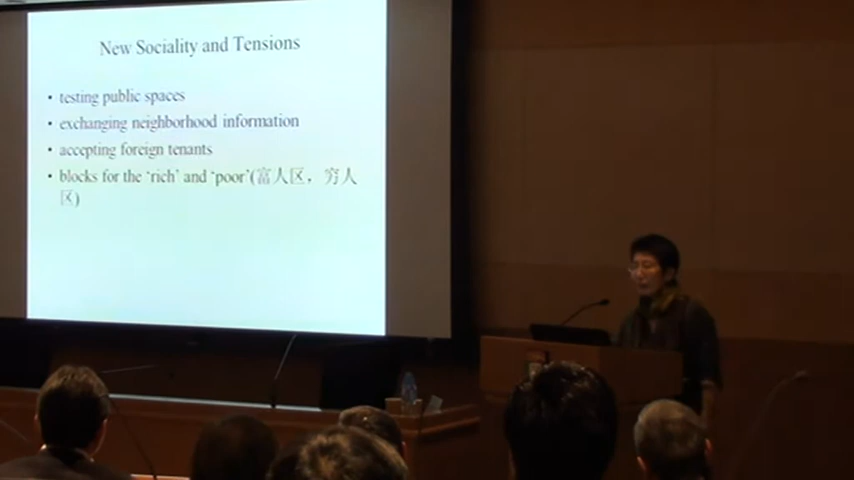 New Sociality and Tensions
• testing public spaces
• exchanging neighborhood information
• accepting foreign tenants
• blocks for the 'rich' and 'poor'(富人区，穷人
区)